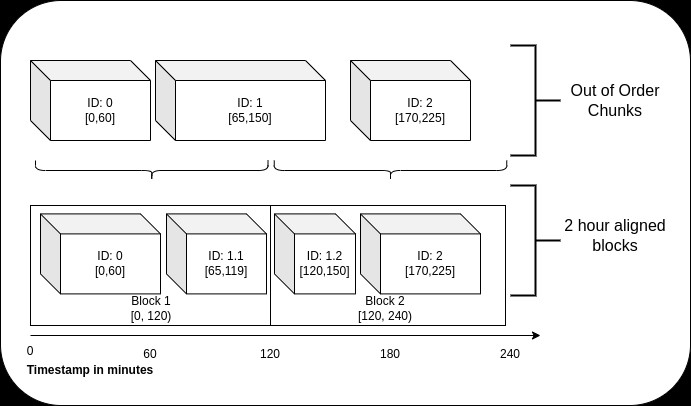 ID: 0
[0,60]
ID: 1
[65,150]
ID: 2
[170,225]
Out of Order
Chunks
ID: 0
[0,60]
ID: 1.1
[65,119]
ID: 1.2
[120,150]
ID: 2
[170,225]
2 hour aligned
blocks
Block 1
[0, 120)
Block 2
[120, 240)
0
60
120
180
240
Timestamp in minutes